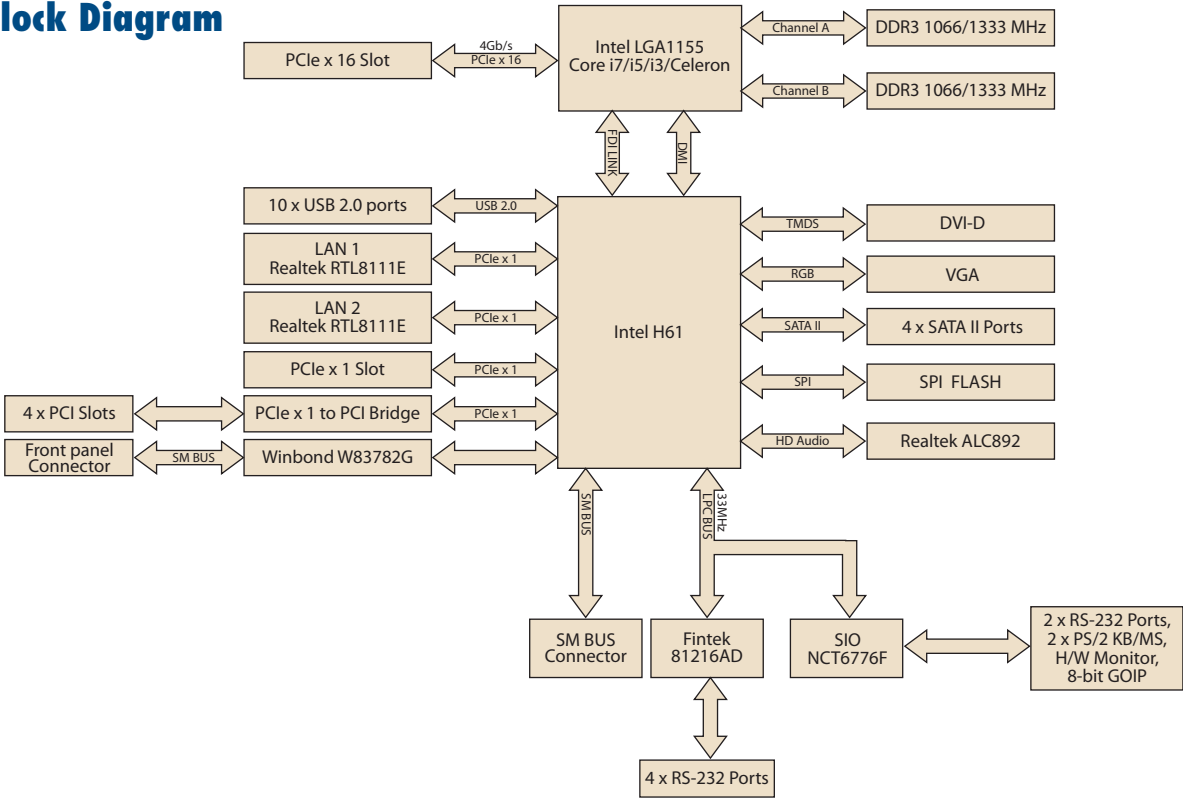 lock Diagram
PCIe x 16 Slot
4Gb/s
PCIe x 16
Intel LGA1155
Core i7/i5/i3/Celeron
Channel A
DDR3 1066/1333 MHz
Channel B
DDR3 1066/1333 MHz
FDI LINK
DMI
10 x USB 2.0 ports
USB 2.0
LAN 1
Realtek RTL8111E
PCIe x 1
LAN 2
Realtek RTL8111E
PCIe x 1
PCIe x 1 Slot
PCIe x 1
4 x PCI Slots
PCIe x 1 to PCI Bridge
PCIe x 1
Front panel
Connector
SM BUS
Winbond W83782G
Intel H61
TMDS
DVI-D
RGB
VGA
SATA II
4 x SATA II Ports
SPI
SPI FLASH
HD Audio
Realtek ALC892
SM BUS
LPC BUS
33MHz
SM BUS
Connector
Fintek
81216AD
SIO
NCT6776F
2 x RS-232 Ports,
2 x PS/2 KB/MS,
H/W Monitor,
8-bit GOIP
4 x RS-232 Ports